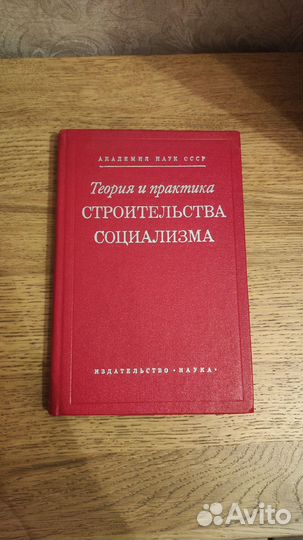 АКАДЕМИЯ НАУК СССР
Теория и практика
СТРОИТЕЛЬСТВА
СОЦИАЛИЗМА
ИЗДАТЕЛЬСТВО «НАУКА»
Avito